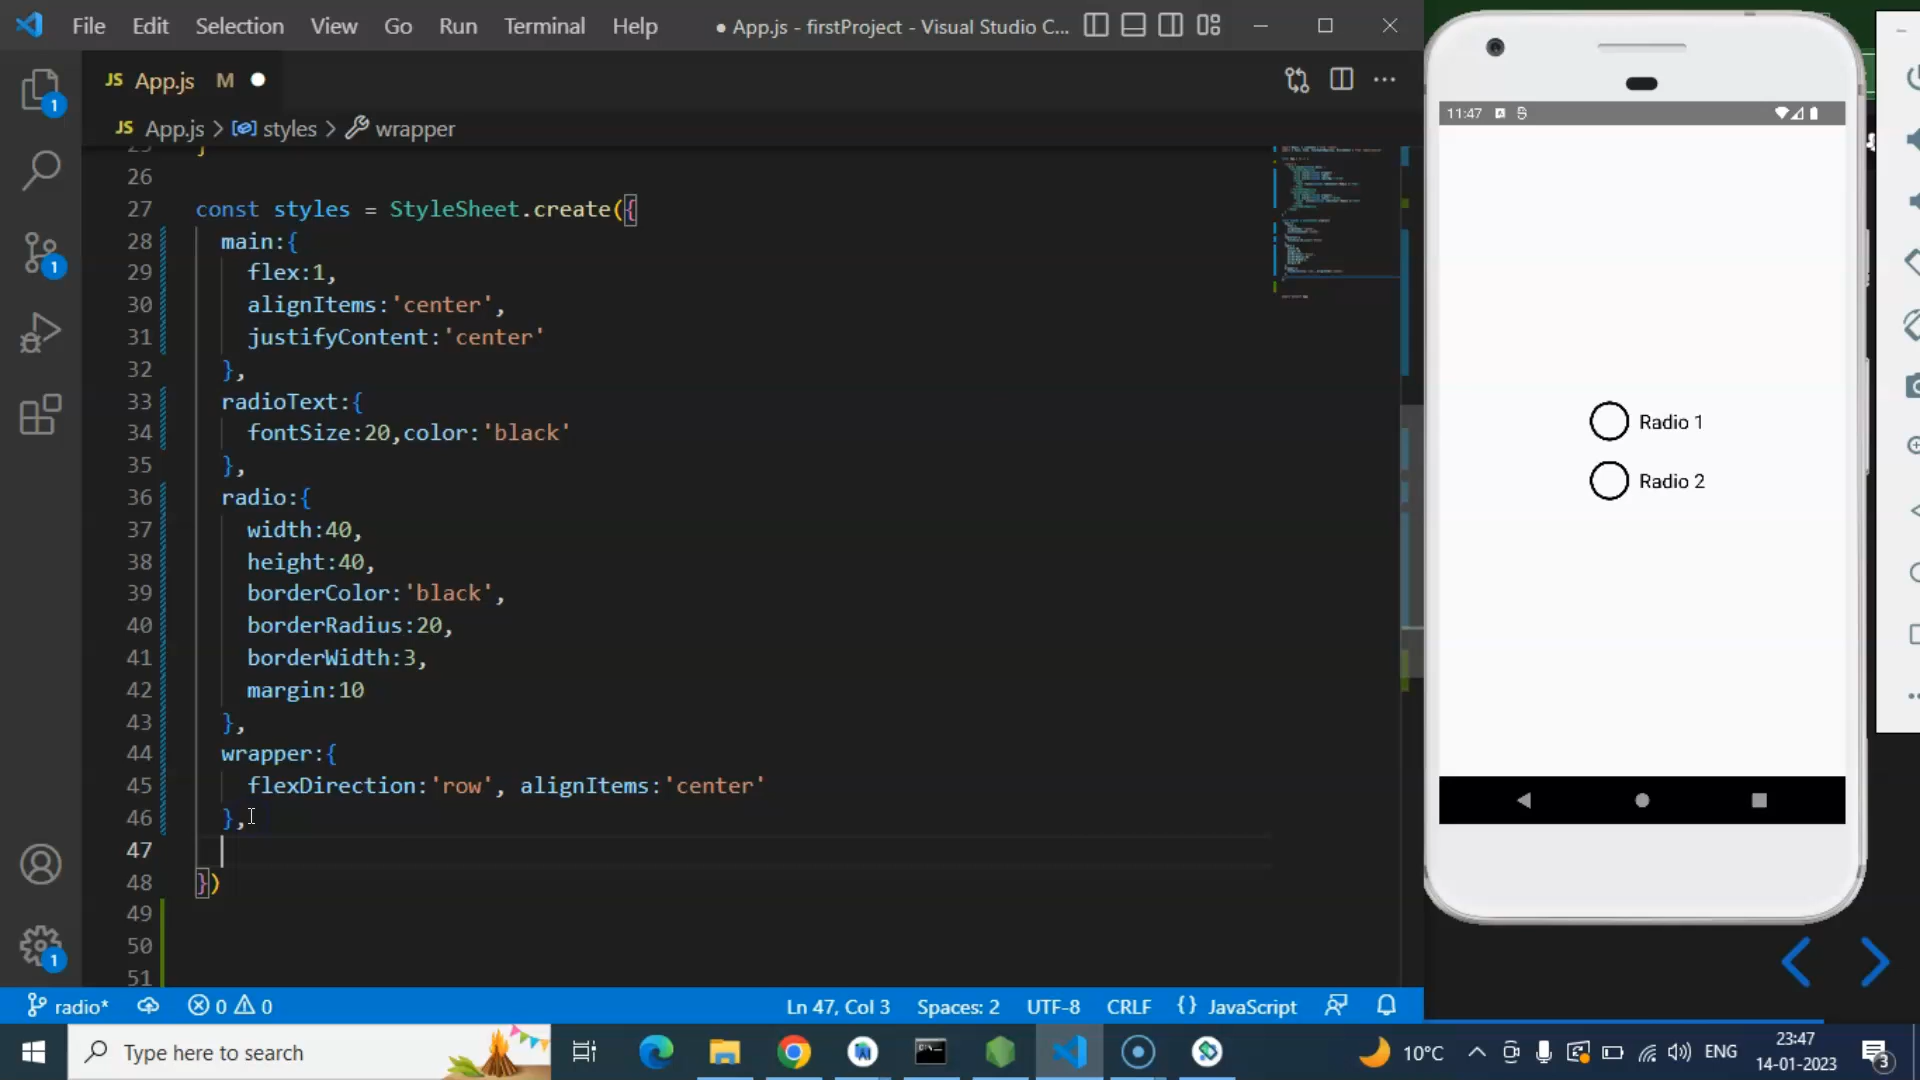 File Edit Selection View Go Run Terminal Help ● App.js - firstProject - Visual Studio C...
JS App.js M
JS App.js > styles > wrapper
26
27 const styles = StyleSheet.create({
28 main:{
29 flex:1,
30 alignItems:'center',
31 justifyContent:'center'
32 },
33 radioText:{
34 fontSize:20,color:'black'
35 },
36 radio:{
37 width:40,
38 height:40,
39 borderColor:'black',
40 borderRadius:20,
41 borderWidth:3,
42 margin:10
43 },
44 wrapper:{
45 flexDirection:'row', alignItems:'center'
46 },
47
48 })
49
50
51
1
1
1
radio* 0 0 Ln 47, Col 3 Spaces: 2 UTF-8 CRLF {} JavaScript
11:47
Radio 1
Radio 2
Type here to search
10°C
ENG
23:47
14-01-2023
3